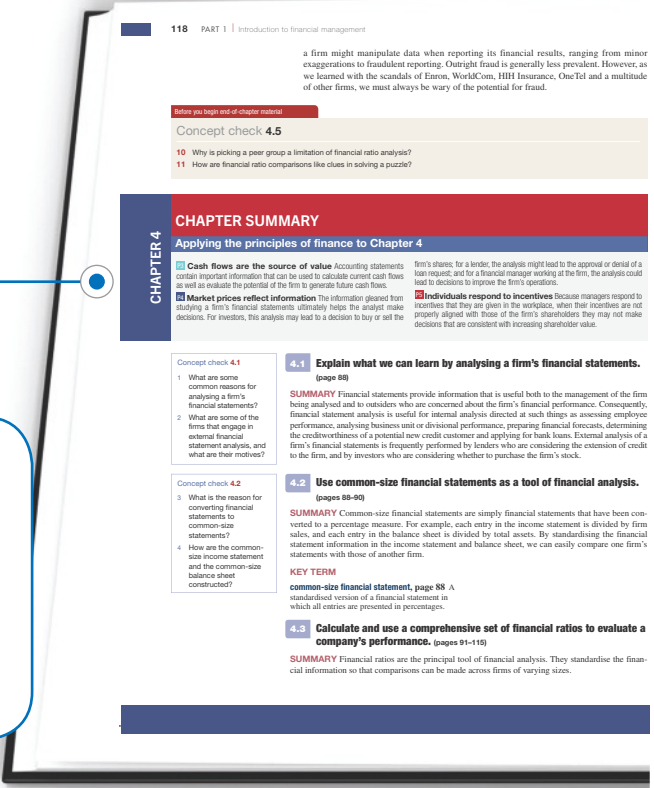 118 PART 1 Introduction to financial management
a firm might manipulate data when reporting its financial results, ranging from minor
exaggerations to fraudulent reporting. Outright fraud is generally less prevalent. However, as
we learned with the scandals of Enron, WorldCom, HIH Insurance, OneTel and a multitude
of other firms, we must always be wary of the potential for fraud.
Before you begin end-of-chapter material
Concept check 4.5
10 Why is picking a peer group a limitation of financial ratio analysis?
11 How are financial ratio comparisons like clues in solving a puzzle?
CHAPTER 4
CHAPTER SUMMARY
Applying the principles of finance to Chapter 4
P3 Cash flows are the source of value Accounting statements
contain important information that can be used to calculate current cash flows
as well as evaluate the potential of the firm to generate future cash flows.
P4 Market prices reflect information The information gleaned from
studying a firm's financial statements ultimately helps the analyst make
decisions. For investors, this analysis may lead to a decision to buy or sell the
firm's shares; for a lender, the analysis might lead to the approval or denial of a
loan request; and for a financial manager working at the firm, the analysis could
lead to decisions to improve the firm's operations.
P5 Individuals respond to incentives Because managers respond to
incentives that they are given in the workplace, when their incentives are not
properly aligned with those of the firm's shareholders they may not make
decisions that are consistent with increasing shareholder value.
Concept check 4.1
1 What are some
common reasons for
analysing a firm's
financial statements?
2 What are some of the
firms that engage in
external financial
statement analysis, and
what are their motives?
4.1 Explain what we can learn by analysing a firm's financial statements.
(page 88)
SUMMARY Financial statements provide information that is useful both to the management of the firm
being analysed and to outsiders who are concerned about the firm's financial performance. Consequently,
financial statement analysis is useful for internal analysis directed at such things as assessing employee
performance, analysing business unit or divisional performance, preparing financial forecasts, determining
the creditworthiness of a potential new credit customer and applying for bank loans. External analysis of a
firm's financial statements is frequently performed by lenders who are considering the extension of credit
to the firm, and by investors who are considering whether to purchase the firm's stock.
Concept check 4.2
3 What is the reason for
converting financial
statements to
common-size
statements?
4 How are the common-
size income statement
and the common-size
balance sheet
constructed?
4.2 Use common-size financial statements as a tool of financial analysis.
(pages 88–90)
SUMMARY Common-size financial statements are simply financial statements that have been con-
verted to a percentage measure. For example, each entry in the income statement is divided by firm
sales, and each entry in the balance sheet is divided by total assets. By standardising the financial
statement information in the income statement and balance sheet, we can easily compare one firm's
statements with those of another firm.
KEY TERM
common-size financial statement, page 88 A
standardised version of a financial statement in
which all entries are presented in percentages.
4.3 Calculate and use a comprehensive set of financial ratios to evaluate a
company's performance. (pages 91–115)
SUMMARY Financial ratios are the principal tool of financial analysis. They standardise the finan-
cial information so that comparisons can be made across firms of varying sizes.